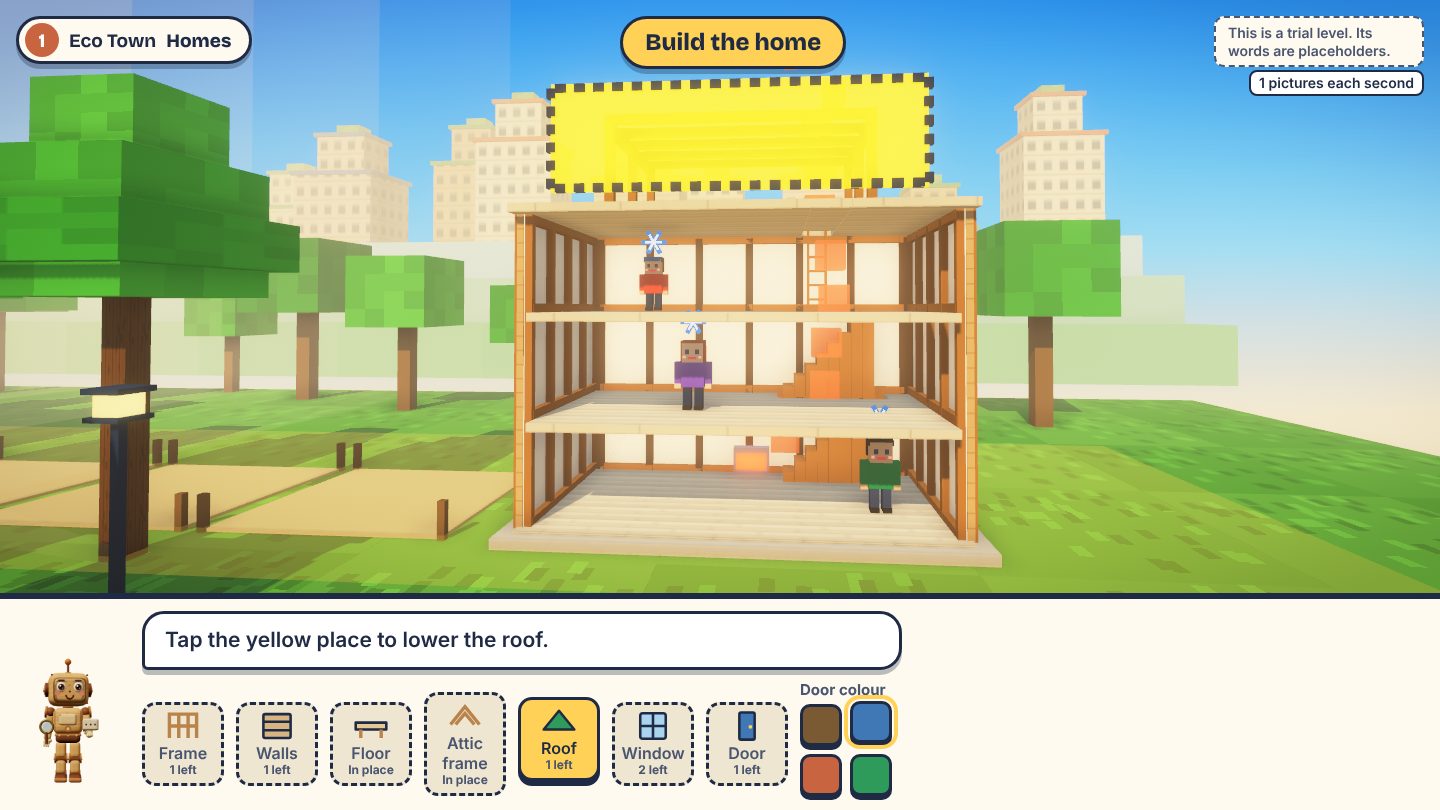 1 Eco Town Homes
Build the home
This is a trial level. Its
words are placeholders.
1 pictures each second
Tap the yellow place to lower the roof.
Door colour
Frame
1 left
Walls
1 left
Floor
In place
Attic
frame
In place
Roof
1 left
Window
2 left
Door
1 left